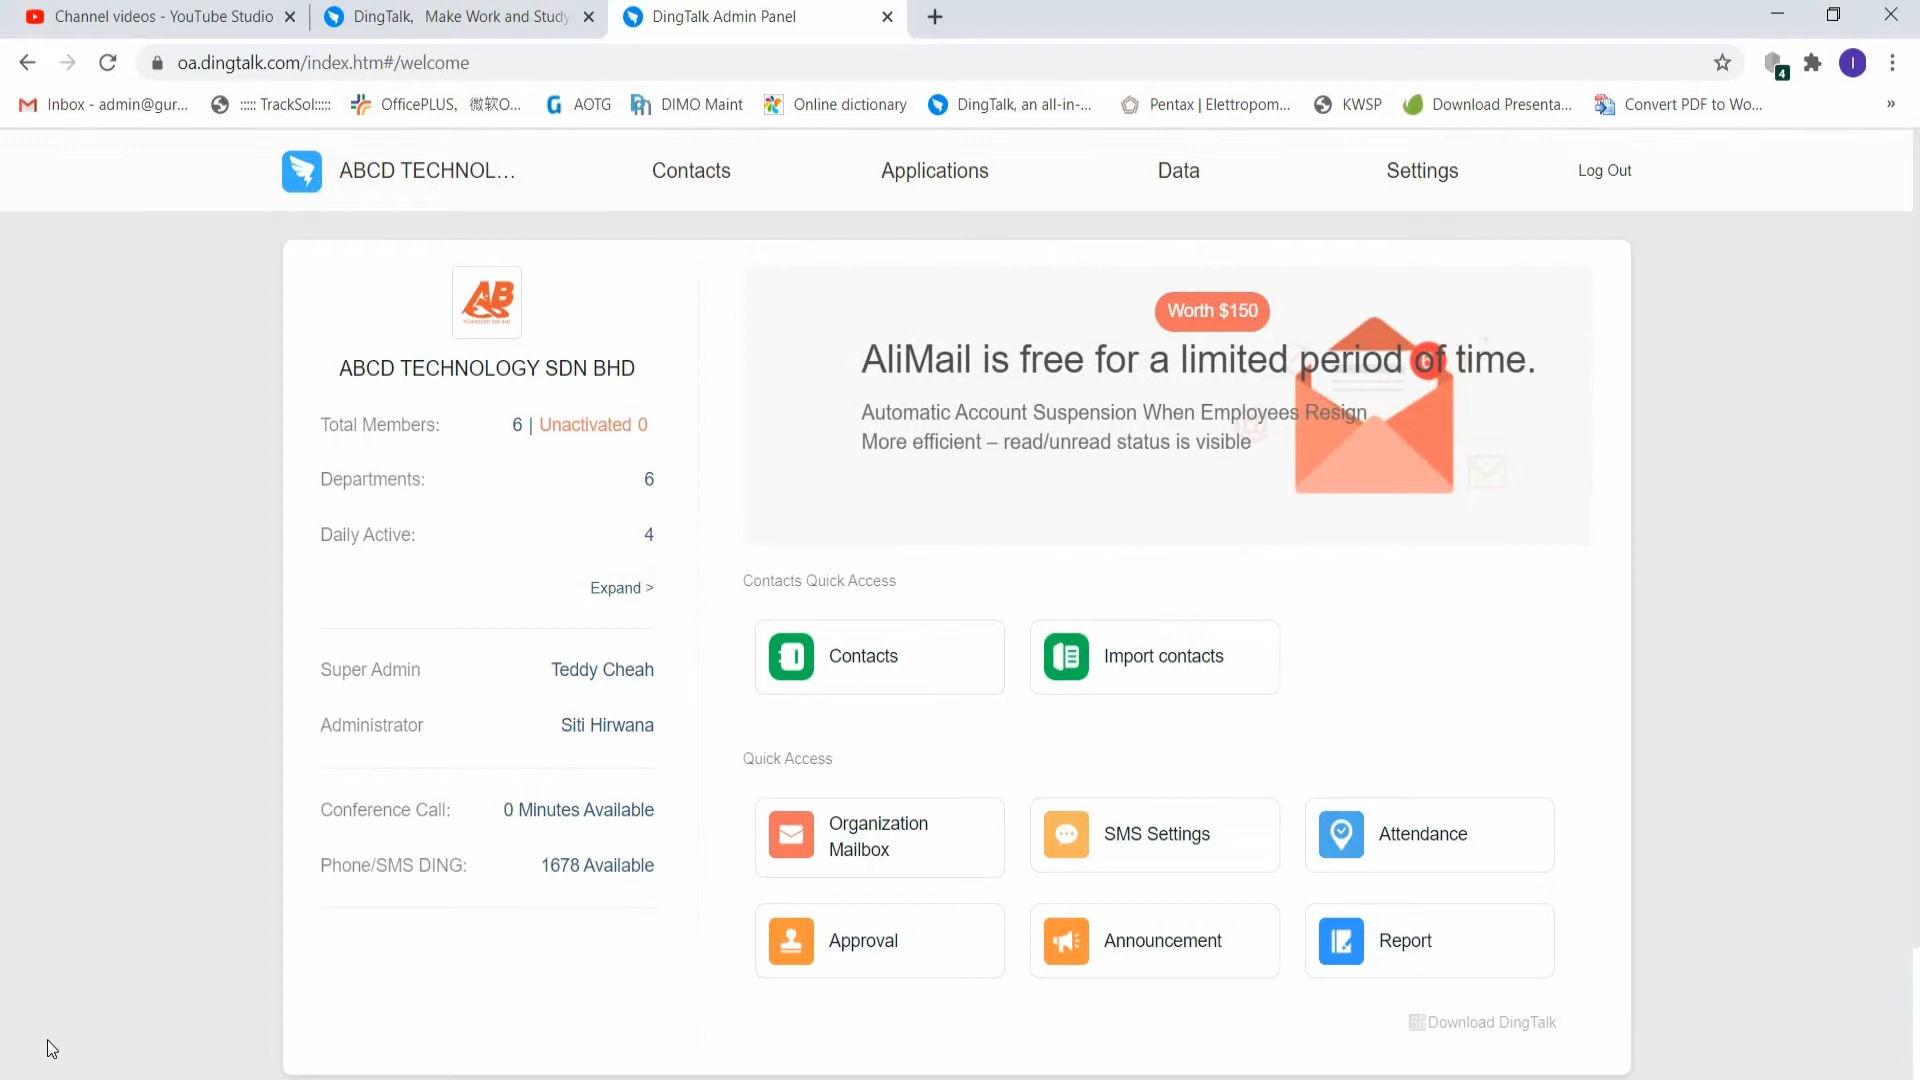 Channel videos - YouTube Studio
DingTalk, Make Work and Study
DingTalk Admin Panel
oa.dingtalk.com/index.htm#/welcome
I
4
Inbox - admin@gur...
::::: TrackSol:::::
OfficePLUS, 微软O...
AOTG
DIMO Maint
Online dictionary
DingTalk, an all-in-...
Pentax | Elettropom...
KWSP
Download Presenta...
Convert PDF to Wo...
»
ABCD TECHNOL...
Contacts
Applications
Data
Settings
Log Out
AB
ABCD TECHNOLOGY SDN BHD
Total Members: 6 | Unactivated 0
Departments: 6
Daily Active: 4
Expand >
Super Admin Teddy Cheah
Administrator Siti Hirwana
Conference Call: 0 Minutes Available
Phone/SMS DING: 1678 Available
Worth $150
AliMail is free for a limited period of time.
Automatic Account Suspension When Employees Resign
More efficient – read/unread status is visible
Contacts Quick Access
Contacts
Import contacts
Quick Access
Organization
Mailbox
SMS Settings
Attendance
Approval
Announcement
Report
Download DingTalk